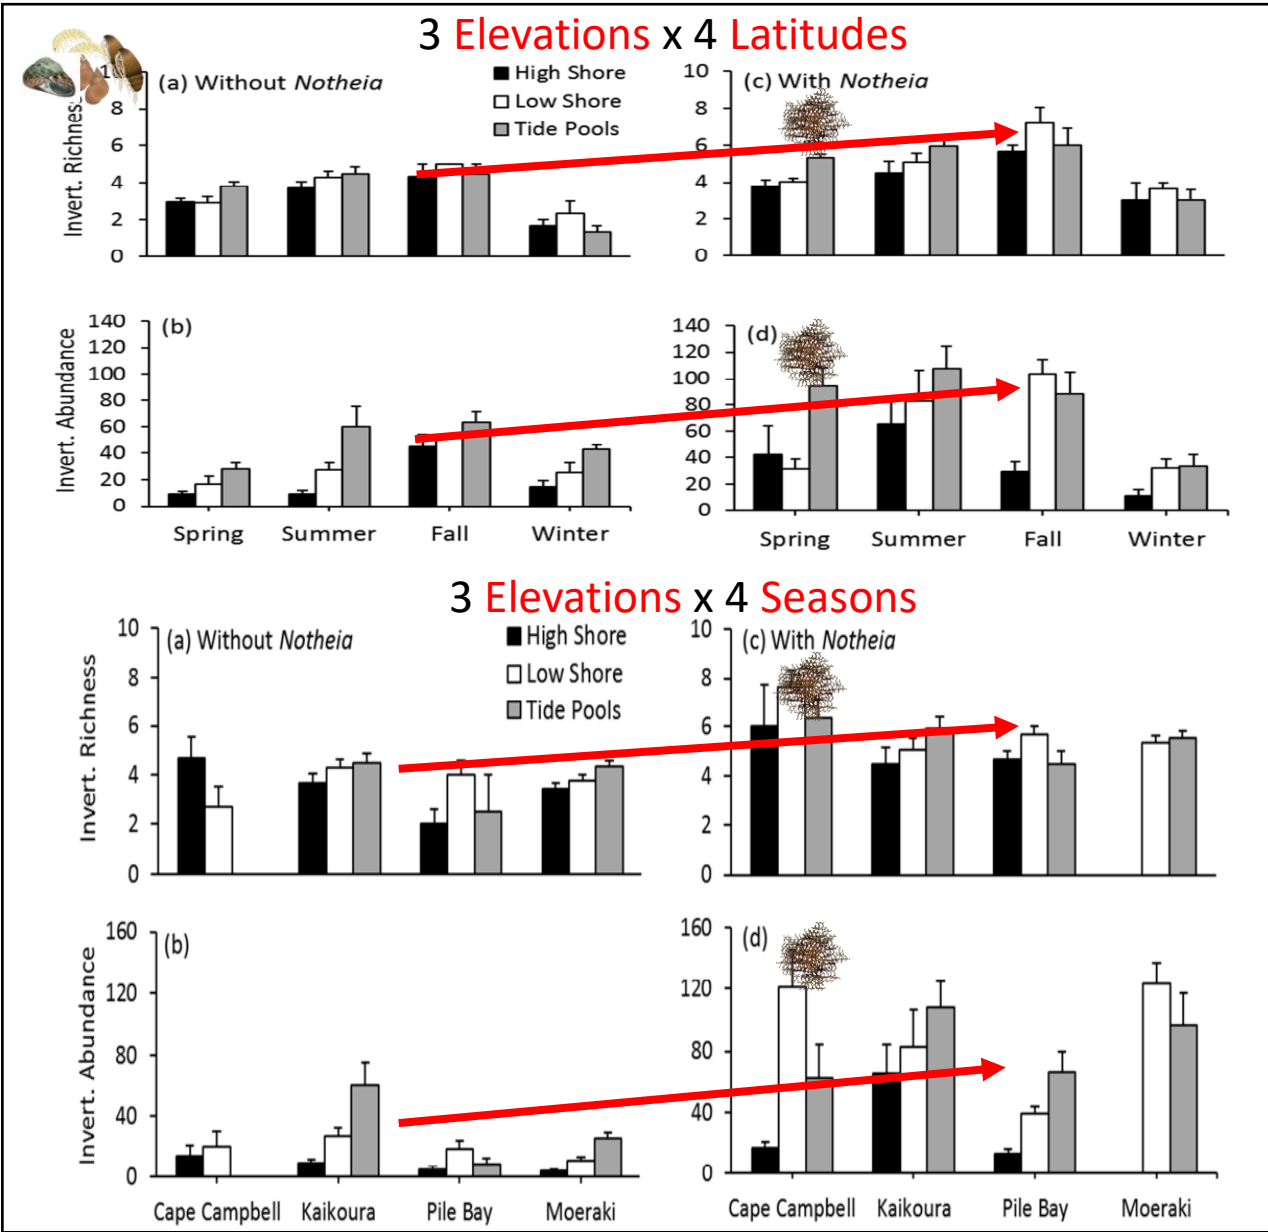 3 Elevations x 4 Latitudes
(a) Without Notheia
High Shore
Low Shore
Tide Pools
Invert. Richness
10
8
6
4
2
0
(c) With Notheia
10
8
6
4
2
0
(b)
Invert. Abundance
140
120
100
80
60
40
20
0
Spring Summer Fall Winter
(d)
140
120
100
80
60
40
20
0
Spring Summer Fall Winter
3 Elevations x 4 Seasons
(a) Without Notheia
High Shore
Low Shore
Tide Pools
Invert. Richness
10
8
6
4
2
0
(c) With Notheia
10
8
6
4
2
0
(b)
Invert. Abundance
160
120
80
40
0
Cape Campbell Kaikoura Pile Bay Moeraki
(d)
160
120
80
40
0
Cape Campbell Kaikoura Pile Bay Moeraki